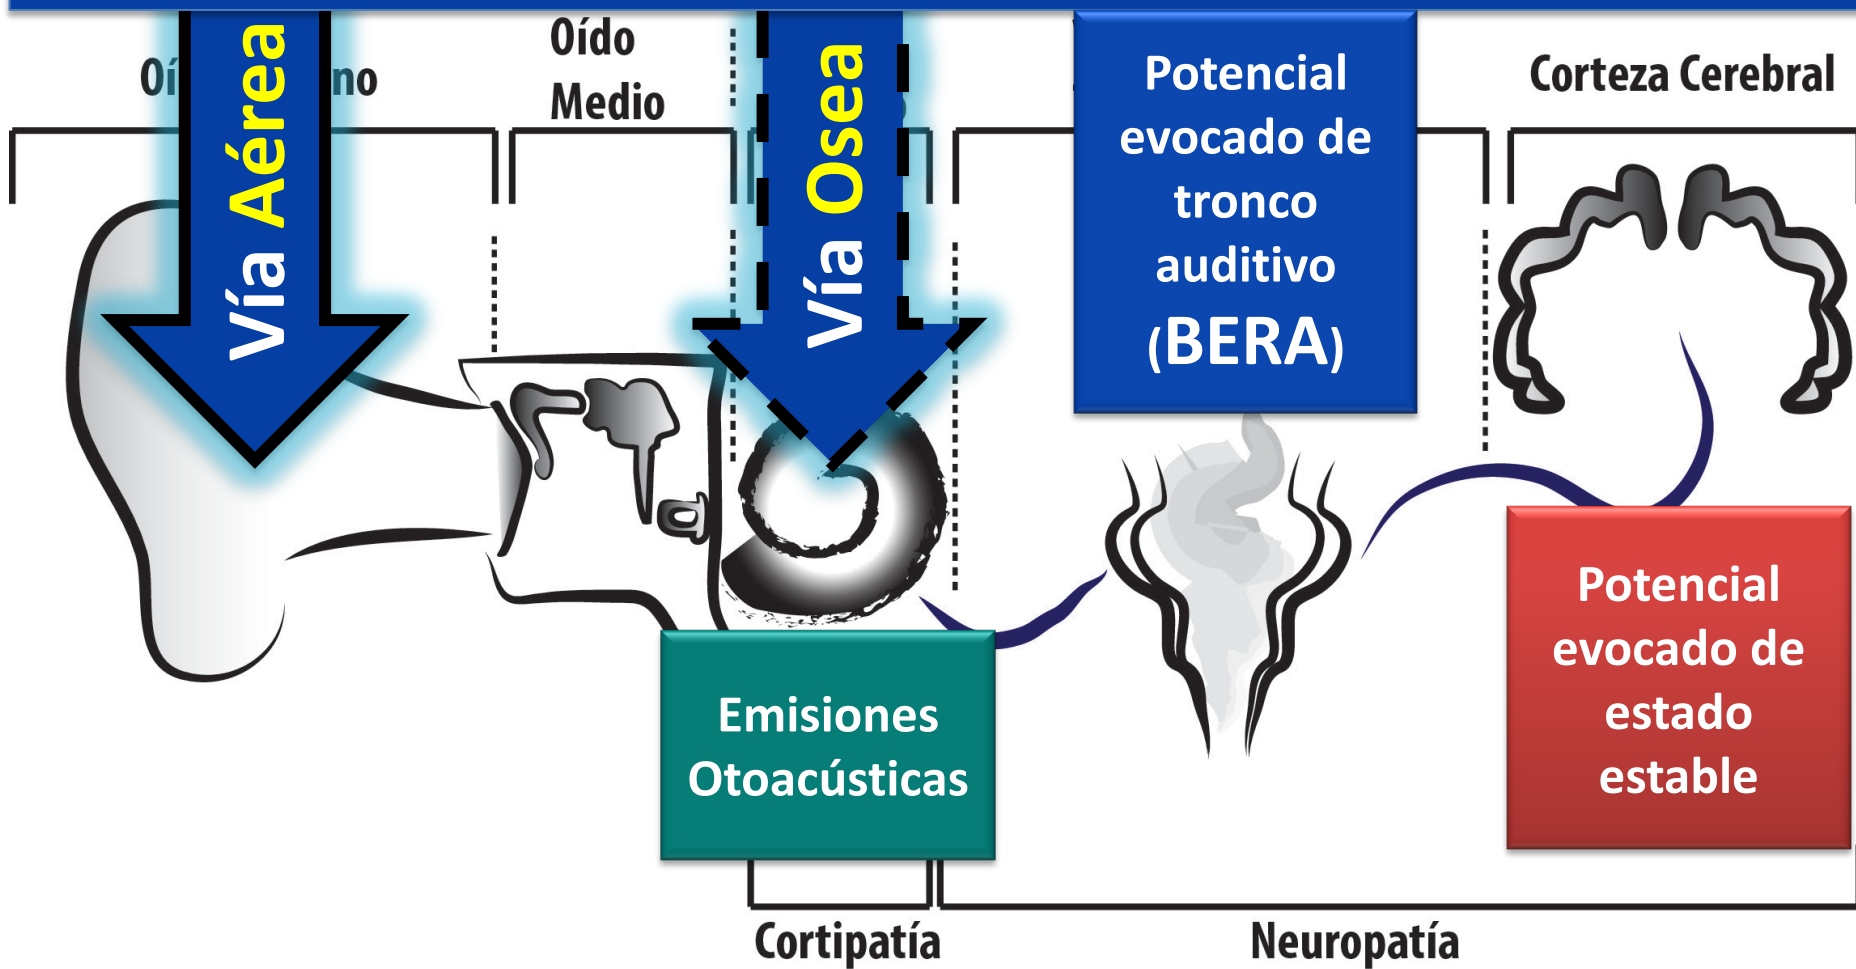 Oído
Medio
Corteza Cerebral
Vía Aérea
Vía Osea
Potencial
evocado de
tronco
auditivo
(BERA)
Emisiones
Otoacústicas
Potencial
evocado de
estado
estable
Cortipatía
Neuropatía